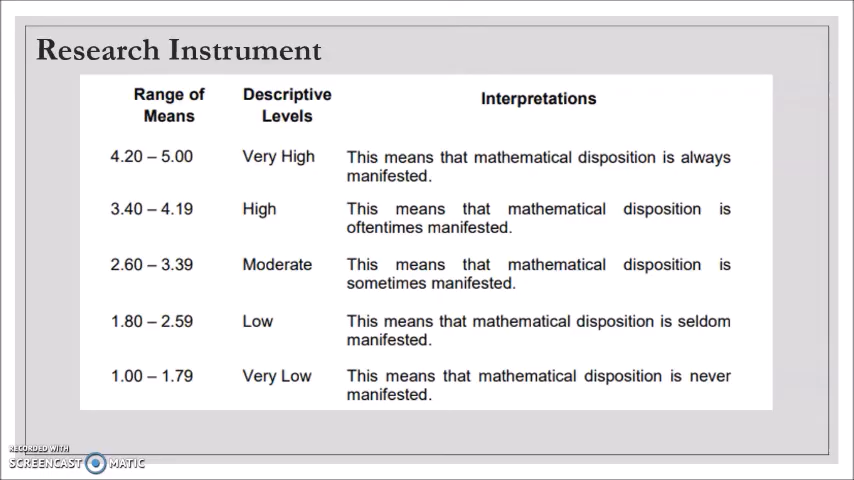 Research Instrument
Range of Means Descriptive Levels Interpretations
4.20 – 5.00 Very High This means that mathematical disposition is always
manifested.
3.40 – 4.19 High This means that mathematical disposition is
oftentimes manifested.
2.60 – 3.39 Moderate This means that mathematical disposition is
sometimes manifested.
1.80 – 2.59 Low This means that mathematical disposition is seldom
manifested.
1.00 – 1.79 Very Low This means that mathematical disposition is never
manifested.
RECORDED WITH
SCREENCAST MATIC